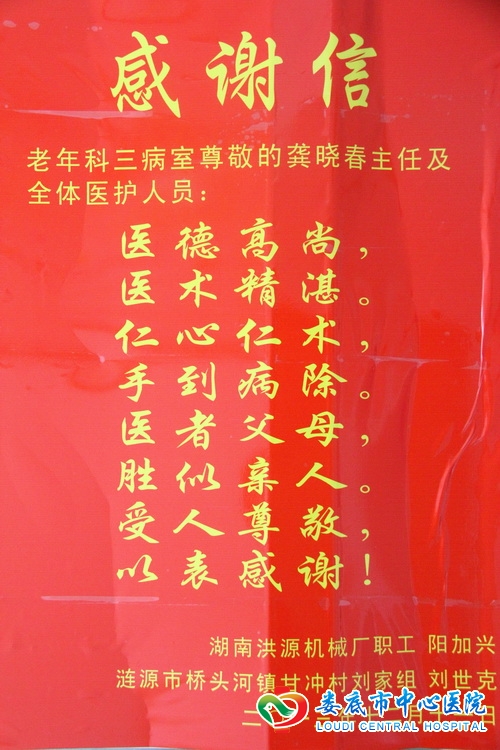 感谢信
老年科三病室尊敬的龚晓春主任及
全体医护人员：
医德高尚，
医术精湛。
仁心仁术，
手到病除。
医者父母，
胜似亲人。
受人尊敬，
以表感谢！
湖南洪源机械厂职工 阳加兴
涟源市桥头河镇甘冲村刘家组 刘世克
二
日
娄底市中心医院
LOUDI CENTRAL HOSPITAL